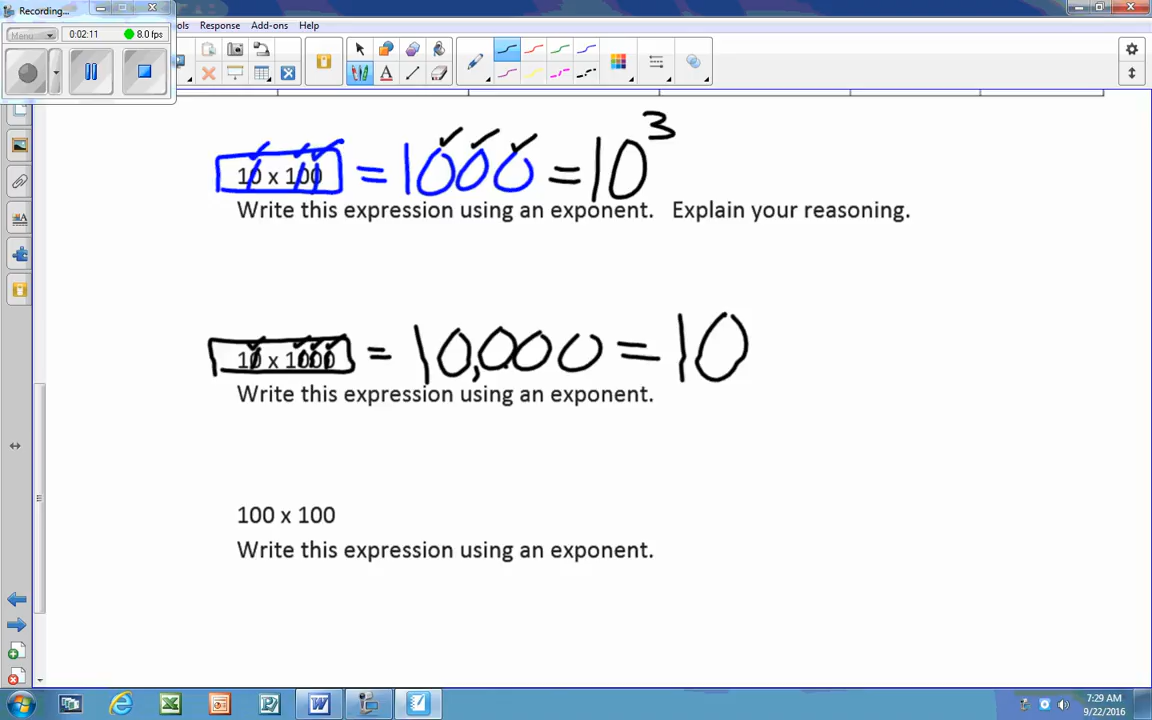 Recording...
Menu 0:02:11 8.0 fps
ols Response Add-ons Help
10 x 100 = 1000 = 10³
Write this expression using an exponent. Explain your reasoning.
10 x 1000 = 10,000 = 10
Write this expression using an exponent.
100 x 100
Write this expression using an exponent.
7:29 AM
9/22/2016